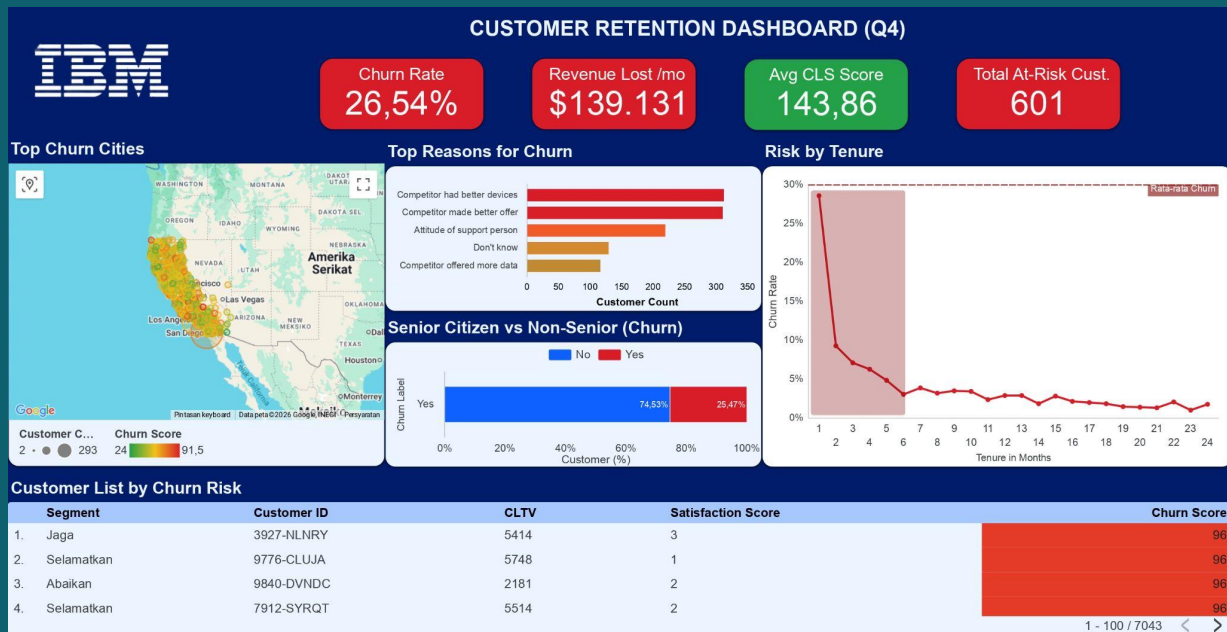 CUSTOMER RETENTION DASHBOARD (Q4)
IBM
Churn Rate
26,54%
Revenue Lost /mo
$139.131
Avg CLS Score
143,86
Total At-Risk Cust.
601
Top Churn Cities
WASHINGTON
MONTANA
DAKOTA SEL
OREGON
IDAHO
WYOMING
NEBRASKA
NEVADA
UTAH
Amerika
Serikat
Las Vegas
OKLAHOMA
ARIZONA
NEW
MEKSIKO
San Diego
TEXAS
Houston
Monterrey
Google
Pintasan keyboard
Data peta ©2026 Google, INEGI
Persyaratan
Customer C...
2
293
Churn Score
24
91,5
Top Reasons for Churn
Competitor had better devices
Competitor made better offer
Attitude of support person
Don't know
Competitor offered more data
0 50 100 150 200 250 300 350
Customer Count
Senior Citizen vs Non-Senior (Churn)
No Yes
Churn Label
Yes
74,53%
25,47%
0% 20% 40% 60% 80% 100%
Customer (%)
Risk by Tenure
Rata-rata Churn
Churn Rate
30%
25%
20%
15%
10%
5%
0%
1 3 5 7 9 11 13 15 17 19 21 23
2 4 6 8 10 12 14 16 18 20 22 24
Tenure in Months
Customer List by Churn Risk
Segment Customer ID CLTV Satisfaction Score Churn Score
1. Jaga 3927-NLNRY 5414 3 96
2. Selamatkan 9776-CLUJA 5748 1 96
3. Abaikan 9840-DVNDC 2181 2 96
4. Selamatkan 7912-SYRQT 5514 2 96
1 - 100 / 7043